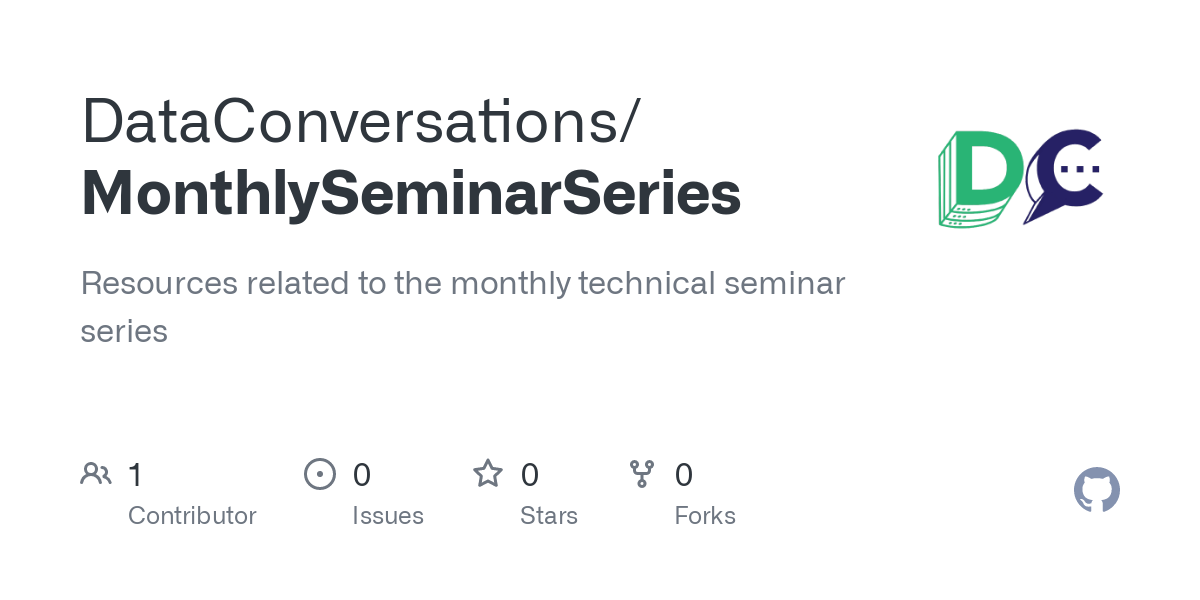 DataConversations/
MonthlySeminarSeries
DC
Resources related to the monthly technical seminar
series
1
Contributor
0
Issues
0
Stars
0
Forks